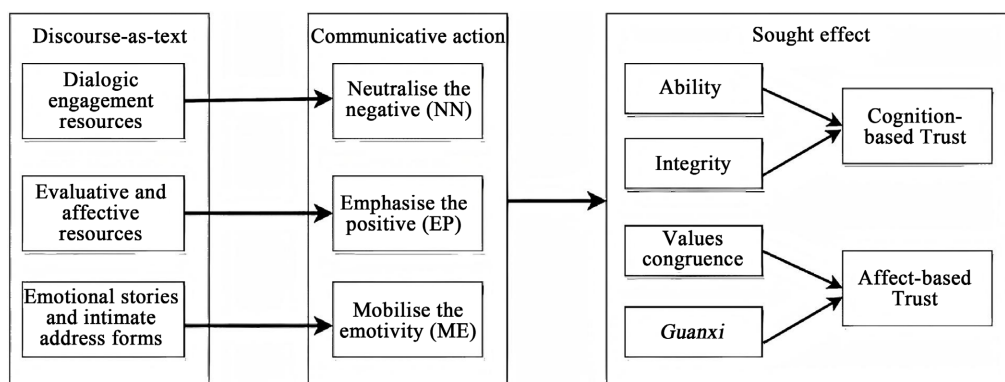 Discourse-as-text
Dialogic
engagement
resources
Evaluative and
affective
resources
Emotional stories
and intimate
address forms
Communicative action
Neutralise the
negative (NN)
Emphasise the
positive (EP)
Mobilise the
emotivity (ME)
Sought effect
Ability
Integrity
Values
congruence
Guanxi
Cognition-
based Trust
Affect-based
Trust